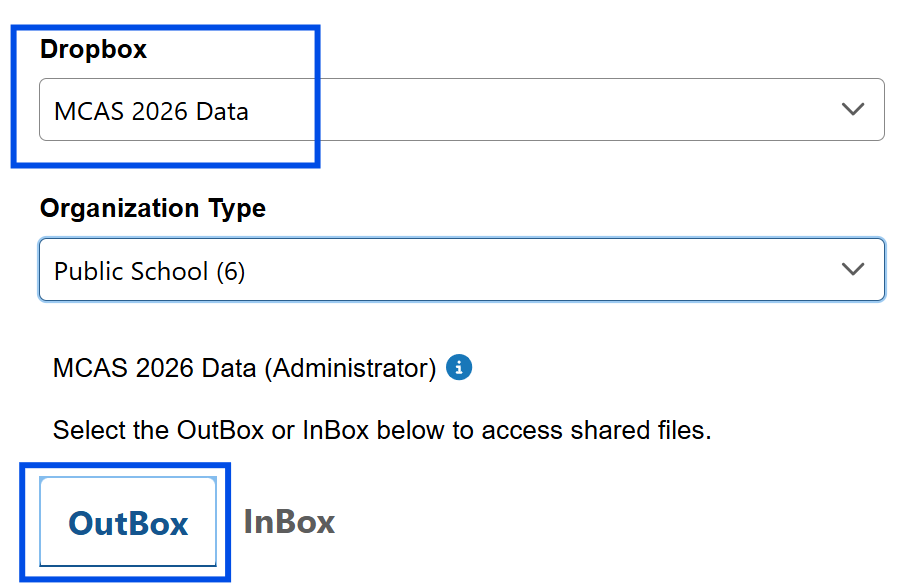 Dropbox
MCAS 2026 Data
Organization Type
Public School (6)
MCAS 2026 Data (Administrator)
Select the OutBox or InBox below to access shared files.
OutBox InBox